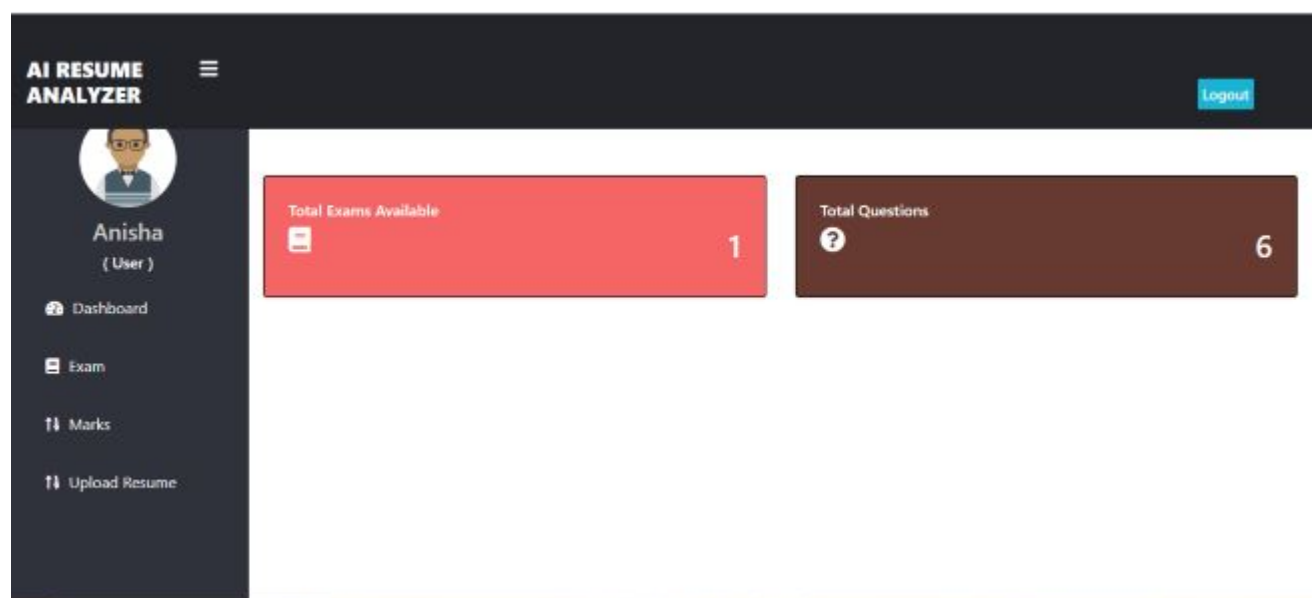 AI RESUME
ANALYZER
Logout
Anisha
( User )
Dashboard
Exam
Marks
Upload Resume
Total Exams Available
1
Total Questions
6